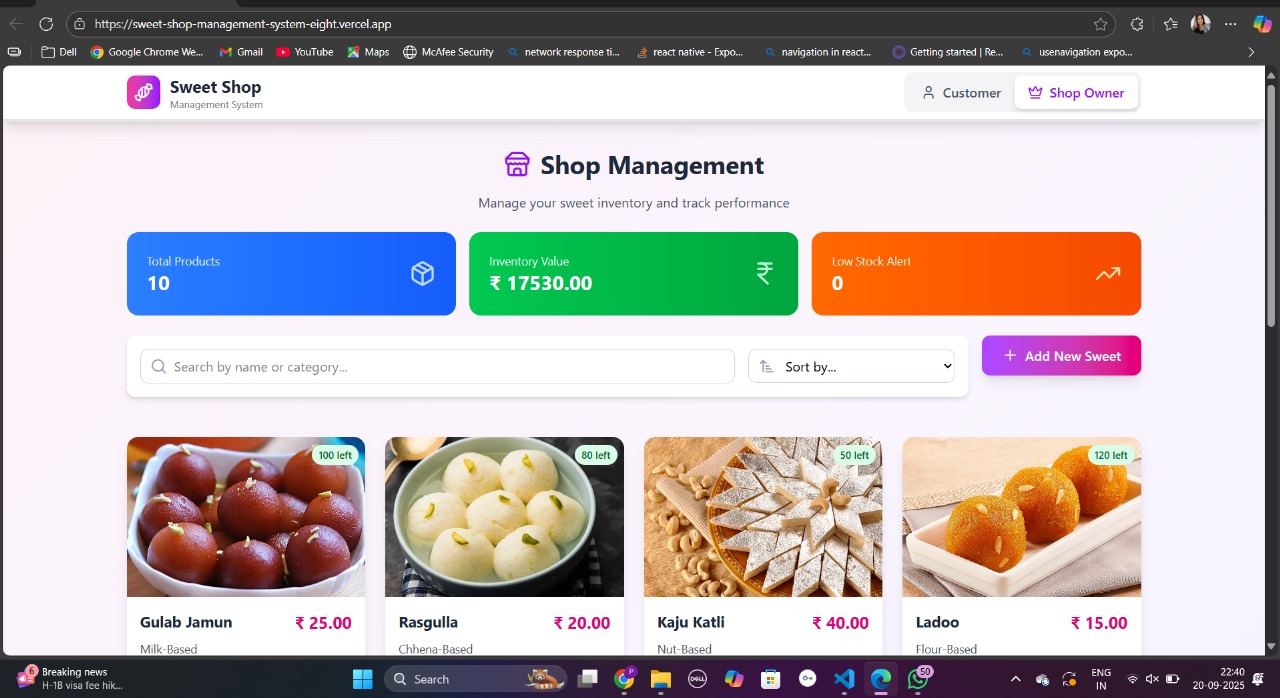 https://sweet-shop-management-system-eight.vercel.app
Dell
Google Chrome We...
Gmail
YouTube
Maps
McAfee Security
network response ti...
react native - Expo...
navigation in react...
Getting started | Re...
usenavigation expo...
Sweet Shop
Management System
Customer
Shop Owner
Shop Management
Manage your sweet inventory and track performance
Total Products
10
Inventory Value
₹ 17530.00
Low Stock Alert
0
Search by name or category...
Sort by...
Add New Sweet
100 left
80 left
50 left
120 left
Gulab Jamun
₹ 25.00
Rasgulla
₹ 20.00
Kaju Katli
₹ 40.00
Ladoo
₹ 15.00
Milk-Based
Chhena-Based
Nut-Based
Flour-Based
6
Breaking news
H-1B visa fee hik...
Search
DELL
P
50
ENG
IN
22:40
20-09-2025